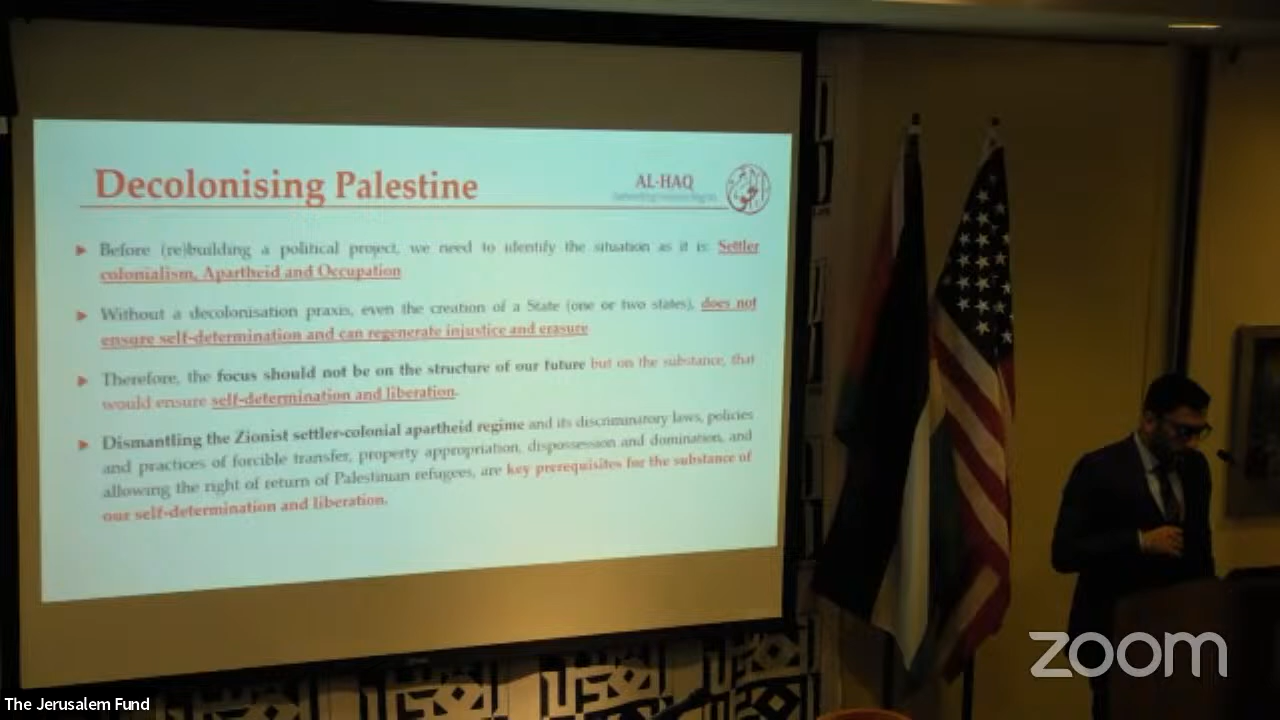 Decolonising Palestine
AL-HAQ
Before (re)building a political project, we need to identify the situation as it is: Settler
colonialism, Apartheid and Occupation
Without a decolonisation praxis, even the creation of a State (one or two states), does not
ensure self-determination and can regenerate injustice and erasure
Therefore, the focus should not be on the structure of our future but on the substance, that
would ensure self-determination and liberation.
Dismantling the Zionist settler-colonial apartheid regime and its discriminatory laws, policies
and practices of forcible transfer, property appropriation, dispossession and domination, and
allowing the right of return of Palestinian refugees, are key prerequisites for the substance of
our self-determination and liberation.
zoom
The Jerusalem Fund